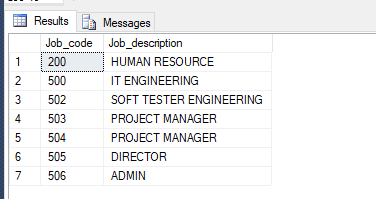 Results Messages
Job_code Job_description
1 200 HUMAN RESOURCE
2 500 IT ENGINEERING
3 502 SOFT TESTER ENGINEERING
4 503 PROJECT MANAGER
5 504 PROJECT MANAGER
6 505 DIRECTOR
7 506 ADMIN